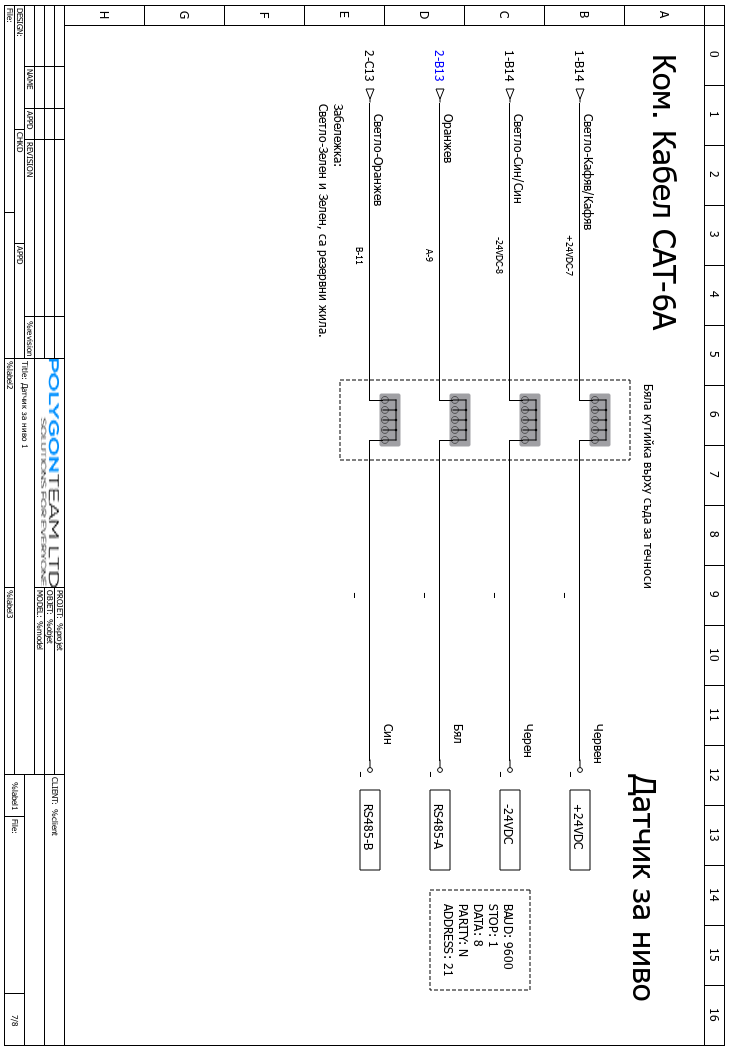 0 1 2 3 4 5 6 7 8 9 10 11 12 13 14 15 16
A
B
C
D
E
F
G
H
Ком. Кабел CAT-6A
Датчик за ниво
Бяла кутийка върху съда за течноси
1-B14
Светло-Кафяв/Кафяв
+24VDC-7
Червен
+24VDC
1-B14
Светло-Син/Син
-24VDC-8
Черен
-24VDC
2-B13
Оранжев
A-9
Бял
RS485-A
2-C13
Светло-Оранжев
B-11
Син
RS485-B
BAUD: 9600
STOP: 1
DATA: 8
PARITY: N
ADDRESS: 21
Забележка:
Светло-Зелен и Зелен, са резервни жила.
NAME
APPD
REVISION
%revision
DESIGN:
CHKD
APPD
File:
POLYGONTEAM LTD
SOLUTIONS FOR EVERYONE
Title: Датчик за ниво 1
%label2
PROJET: %projet
OBJET: %objet
MODEL: %model
%label3
CLIENT: %client
%label1
File:
7/8